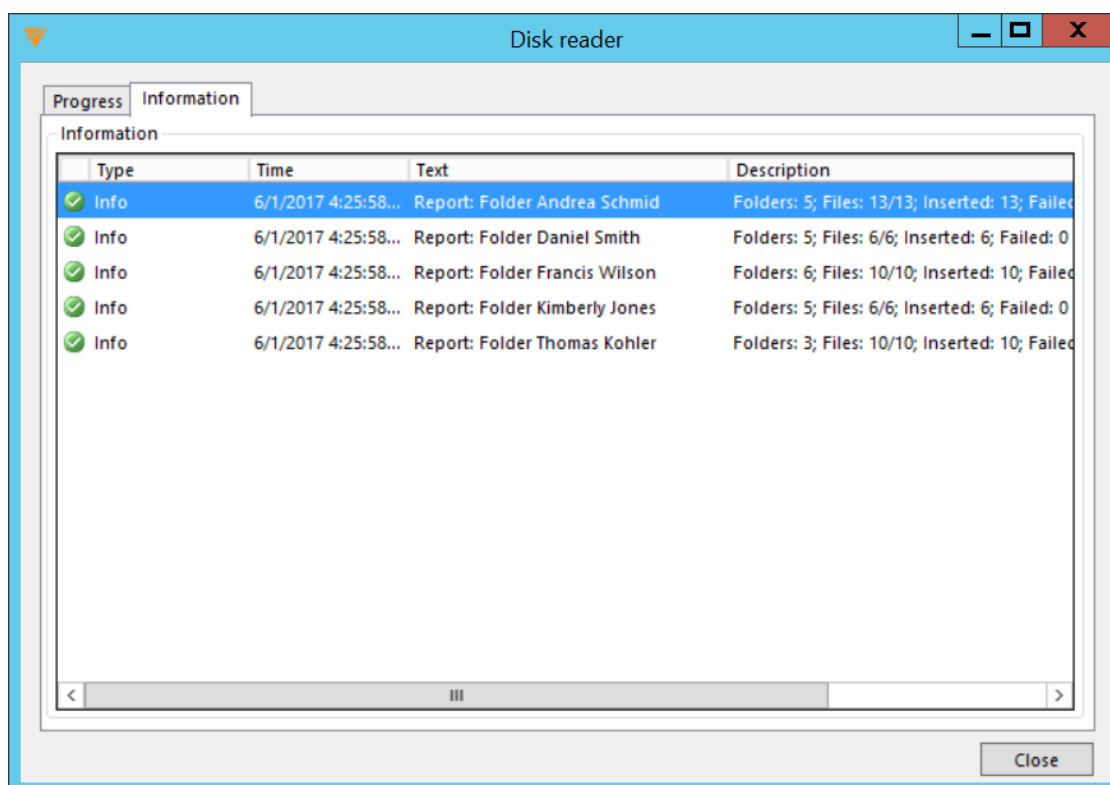 Disk reader
Progress Information
Information
Type Time Text Description
Info 6/1/2017 4:25:58... Report: Folder Andrea Schmid Folders: 5; Files: 13/13; Inserted: 13; Failed
Info 6/1/2017 4:25:58... Report: Folder Daniel Smith Folders: 5; Files: 6/6; Inserted: 6; Failed: 0
Info 6/1/2017 4:25:58... Report: Folder Francis Wilson Folders: 6; Files: 10/10; Inserted: 10; Failed
Info 6/1/2017 4:25:58... Report: Folder Kimberly Jones Folders: 5; Files: 6/6; Inserted: 6; Failed: 0
Info 6/1/2017 4:25:58... Report: Folder Thomas Kohler Folders: 3; Files: 10/10; Inserted: 10; Failed
Close